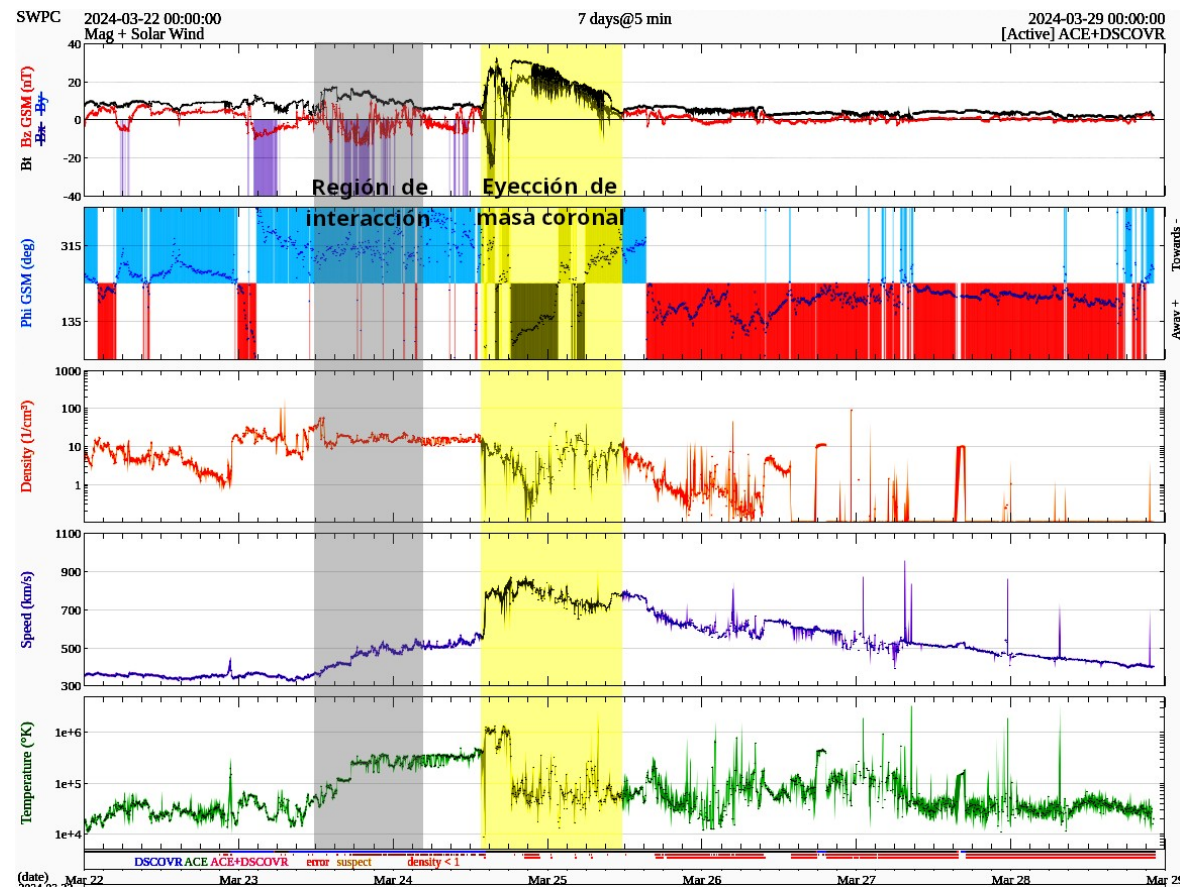 SWPC
2024-03-22 00:00:00
7 days@5 min
2024-03-29 00:00:00
Mag + Solar Wind
[Active] ACE+DSCOVR
Bt Bz GSM (nT)
Bx By
40
20
0
-20
-40
Región de
interacción
Eyección de
masa coronal
Phi GSM (deg)
315
135
Towards -
Away +
Density (1/cm³)
1000
100
10
1
Speed (km/s)
1100
900
700
500
300
Temperature (°K)
1e+6
1e+5
1e+4
DSCOVR ACE ACE+DSCOVR error suspect density < 1
(date)
Mar 22
Mar 23
Mar 24
Mar 25
Mar 26
Mar 27
Mar 28
Mar 29